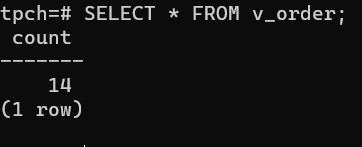 tpch=# SELECT * FROM v_order;
 count
-------
    14
(1 row)